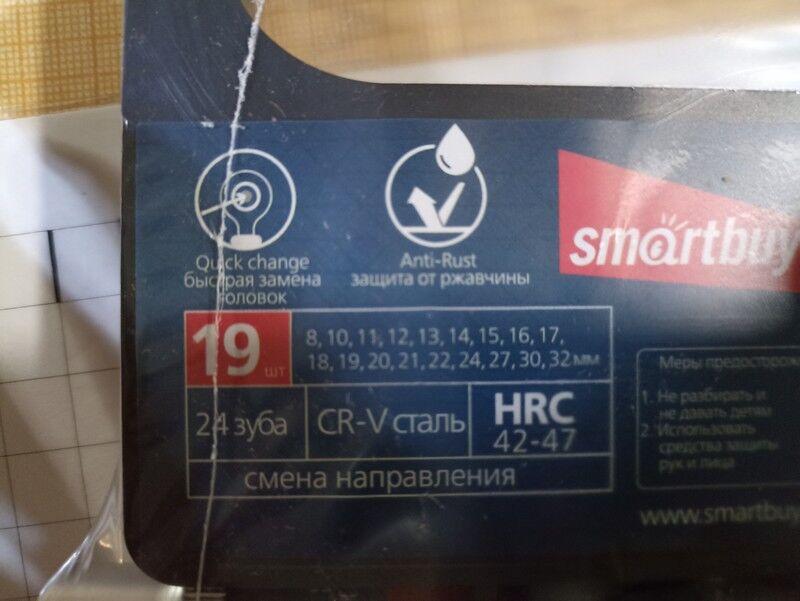 Quick change
быстрая замена
головок
Anti-Rust
защита от ржавчины
smartbuy
19 шт
8, 10, 11, 12, 13, 14, 15, 16, 17,
18, 19, 20, 21, 22, 24, 27, 30, 32 мм
24 зуба
CR-V сталь
HRC
42-47
смена направления
Меры предосторож
1. Не разбирать и
не давать детям
2. Использовать
средства защиты
рук и лица
www.smartbuy